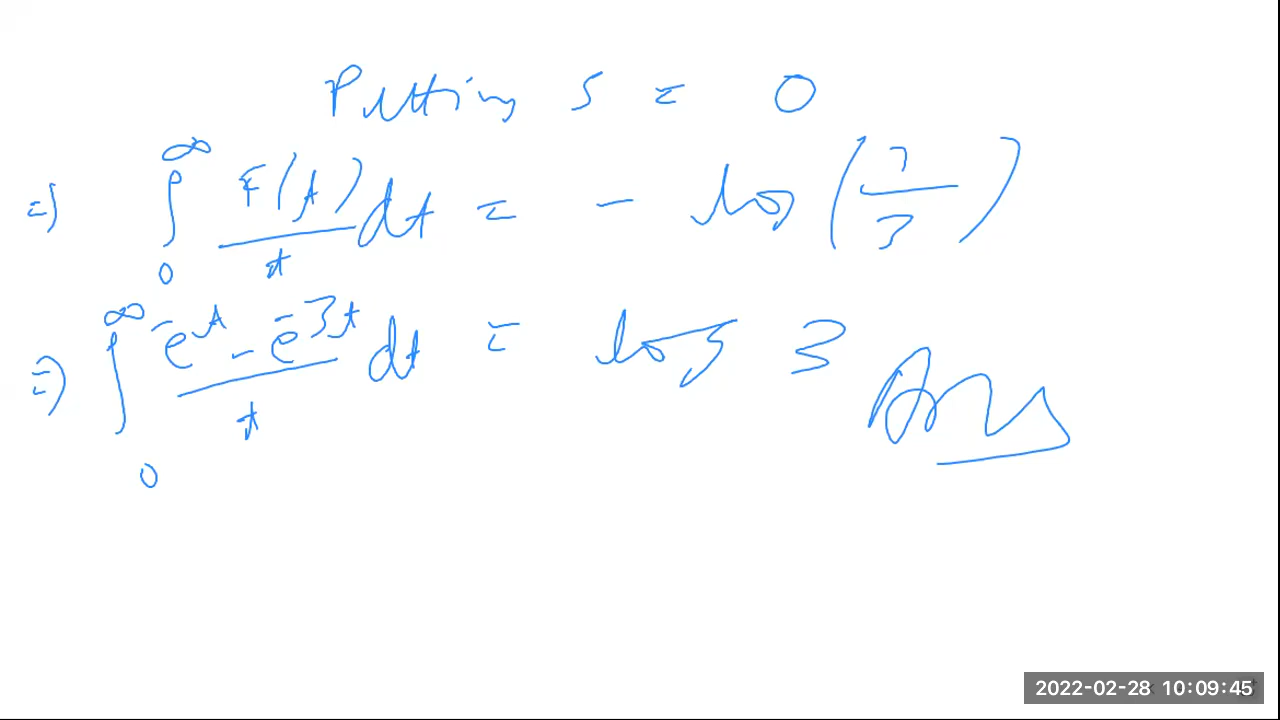 Putting s = 0
=) ∫₀^∞ F(t)/t dt = - log(1/3)
=) ∫₀^∞ (e^{-t} - e^{-3t})/t dt = log 3 Ans
2022-02-28 10:09:45